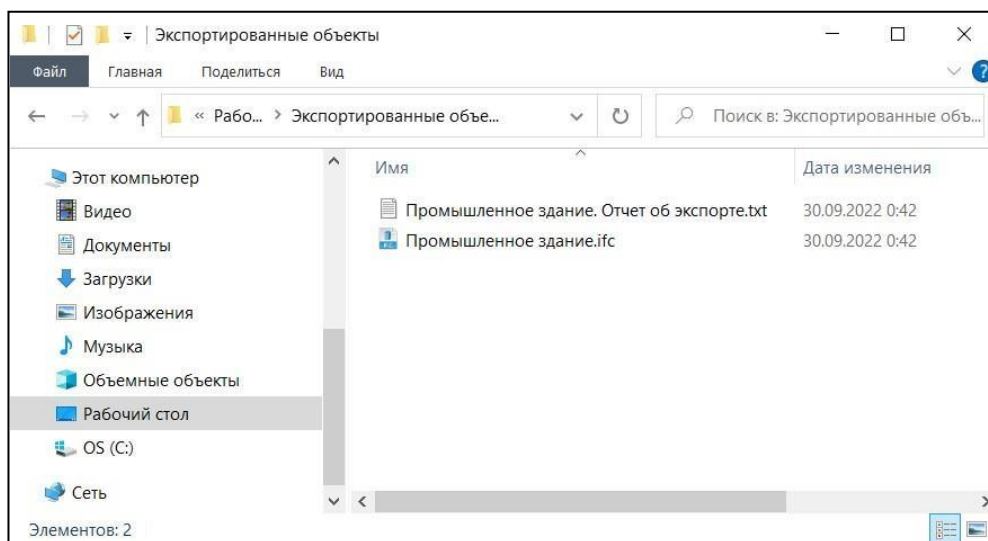 Экспортированные объекты
Файл Главная Поделиться Вид ?
« Рабо... > Экспортированные объе... Поиск в: Экспортированные объ...
Имя Дата изменения
Этот компьютер
Видео
Документы
Загрузки
Изображения
Музыка
Объемные объекты
Рабочий стол
OS (C:)
Сеть
Промышленное здание. Отчет об экспорте.txt 30.09.2022 0:42
Промышленное здание.ifc 30.09.2022 0:42
Элементов: 2